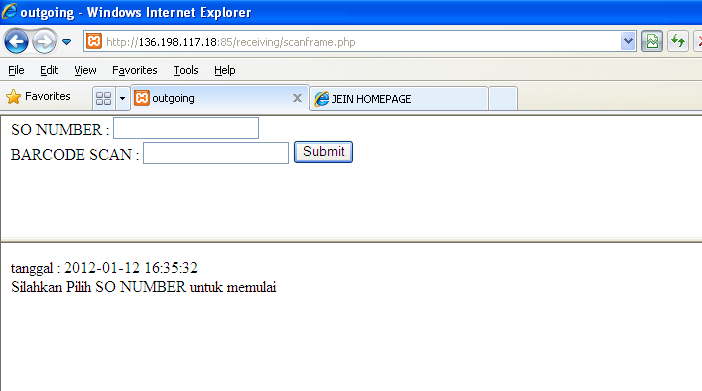 outgoing - Windows Internet Explorer
http://136.198.117.18:85/receiving/scanframe.php
File Edit View Favorites Tools Help
Favorites outgoing JEIN HOMEPAGE
SO NUMBER :
BARCODE SCAN : Submit
tanggal : 2012-01-12 16:35:32
Silahkan Pilih SO NUMBER untuk memulai